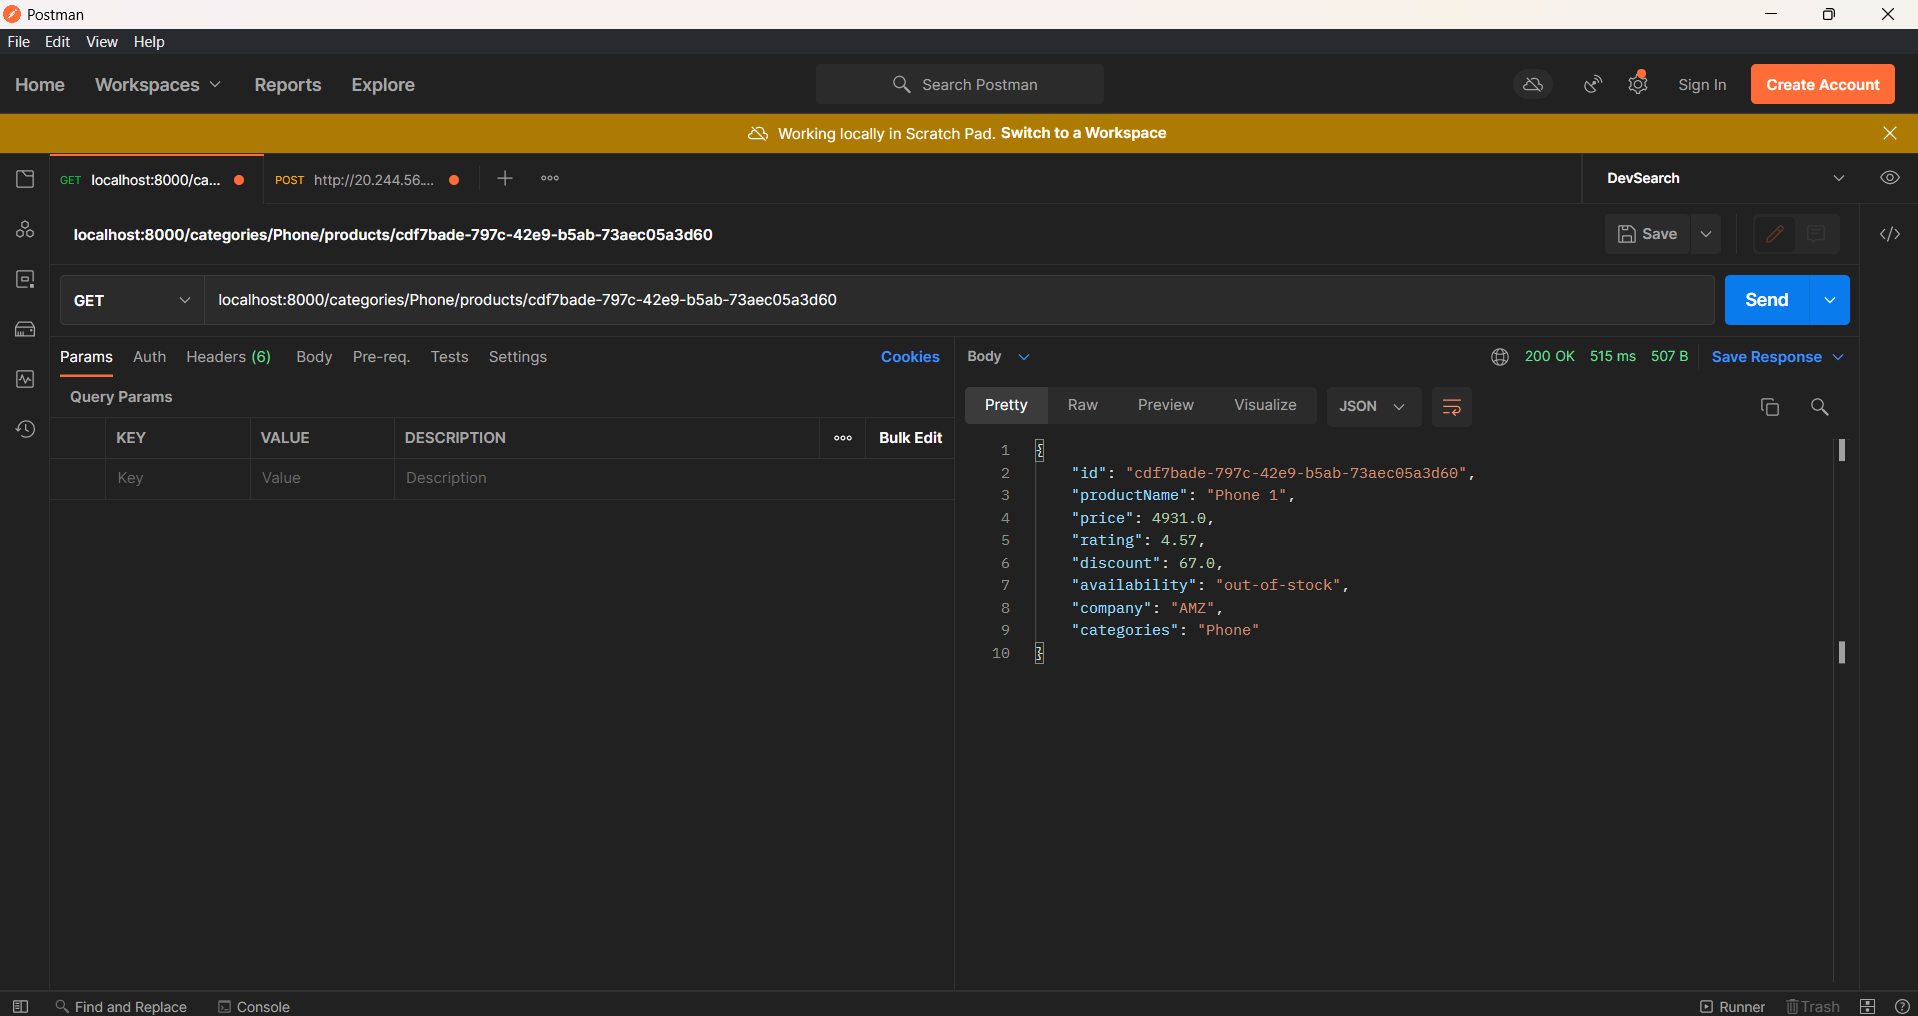 Postman
File Edit View Help
Home Workspaces Reports Explore Search Postman Sign In Create Account
Working locally in Scratch Pad. Switch to a Workspace
GET localhost:8000/ca... POST http://20.244.56.... DevSearch
localhost:8000/categories/Phone/products/cdf7bade-797c-42e9-b5ab-73aec05a3d60 Save
GET localhost:8000/categories/Phone/products/cdf7bade-797c-42e9-b5ab-73aec05a3d60 Send
Params Auth Headers (6) Body Pre-req. Tests Settings Cookies
Body 200 OK 515 ms 507 B Save Response
Query Params
Pretty Raw Preview Visualize JSON
KEY VALUE DESCRIPTION Bulk Edit
Key Value Description
1 {
2 "id": "cdf7bade-797c-42e9-b5ab-73aec05a3d60",
3 "productName": "Phone 1",
4 "price": 4931.0,
5 "rating": 4.57,
6 "discount": 67.0,
7 "availability": "out-of-stock",
8 "company": "AMZ",
9 "categories": "Phone"
10 }
Find and Replace Console Runner Trash